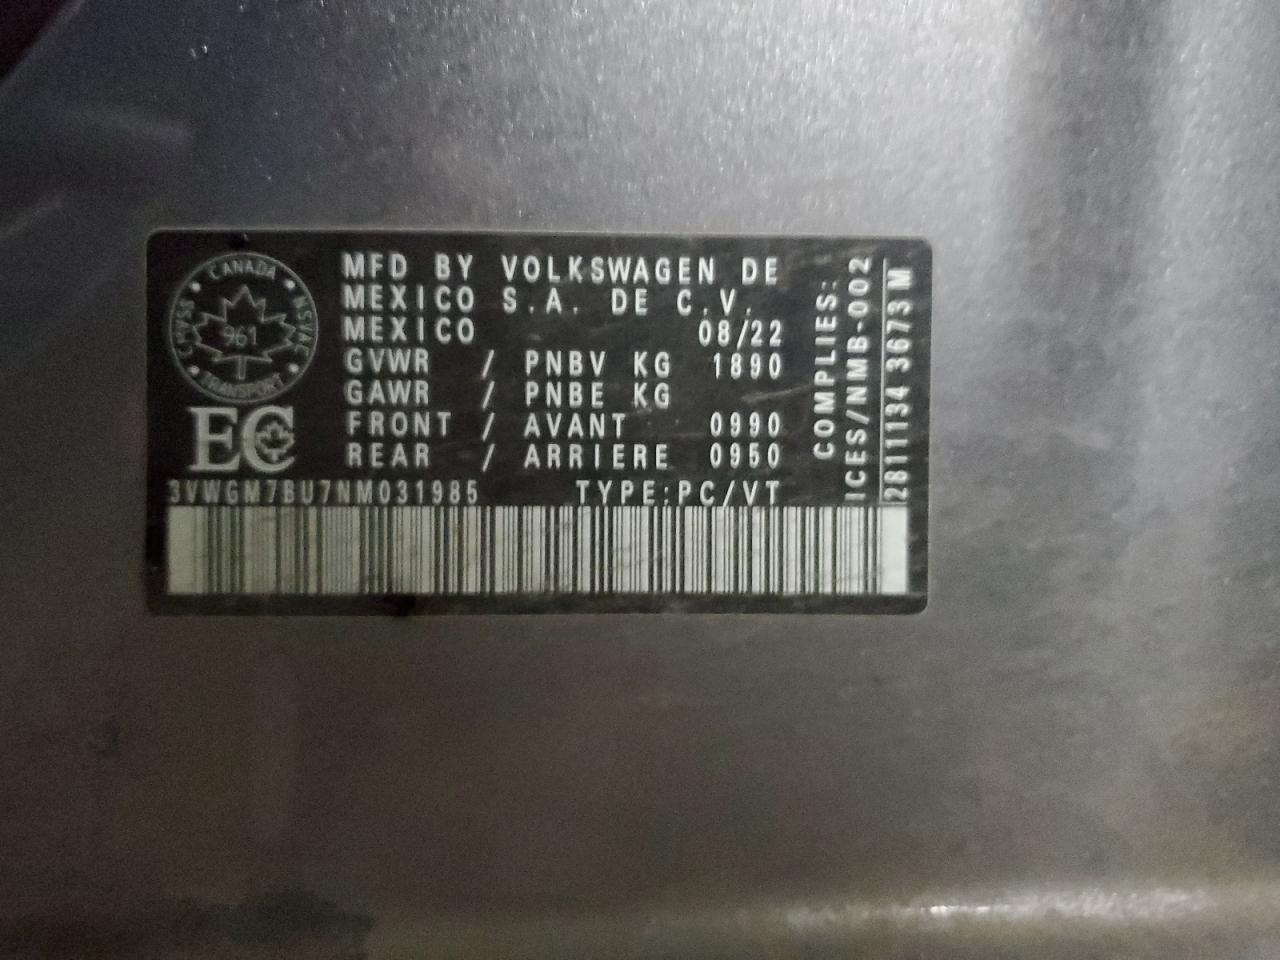 CANADA
CMVSS NSVAC
961
TRANSPORT
EC
MFD BY VOLKSWAGEN DE
MEXICO S.A. DE C.V.
MEXICO 08/22
GVWR / PNBV KG 1890
GAWR / PNBE KG
FRONT / AVANT 0990
REAR / ARRIERE 0950
3VWGM7BU7NM031985 TYPE:PC/VT
COMPLIES:
ICES/NMB-002
2811134 3673 M